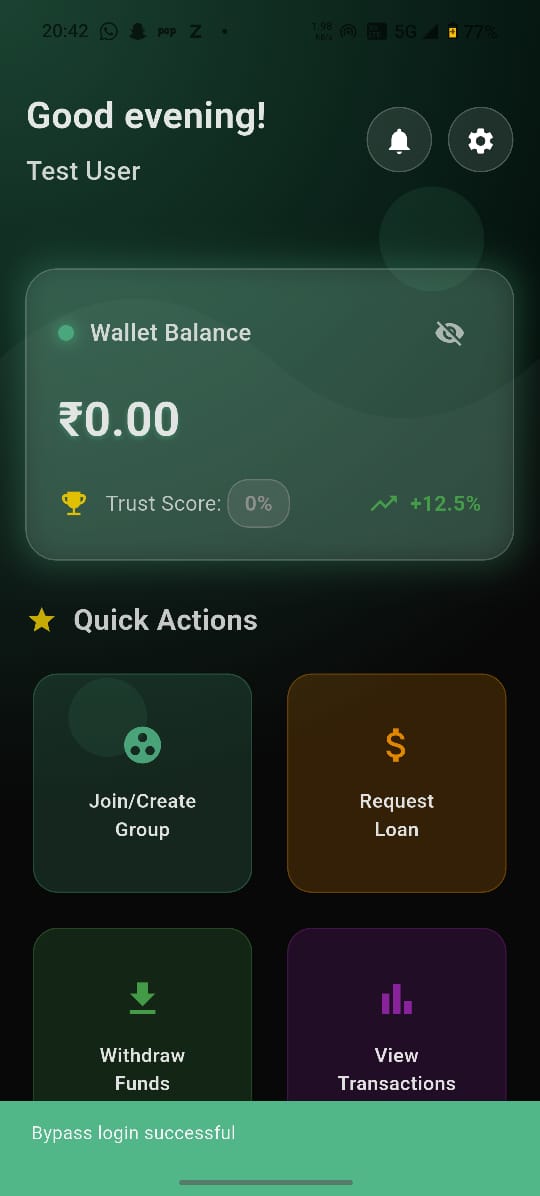 20:42 pop Z 1.98 KB/s 5G 77%
Good evening!
Test User
Wallet Balance
₹0.00
Trust Score: 0% +12.5%
Quick Actions
Join/Create
Group
Request
Loan
Withdraw
Funds
View
Transactions
Bypass login successful